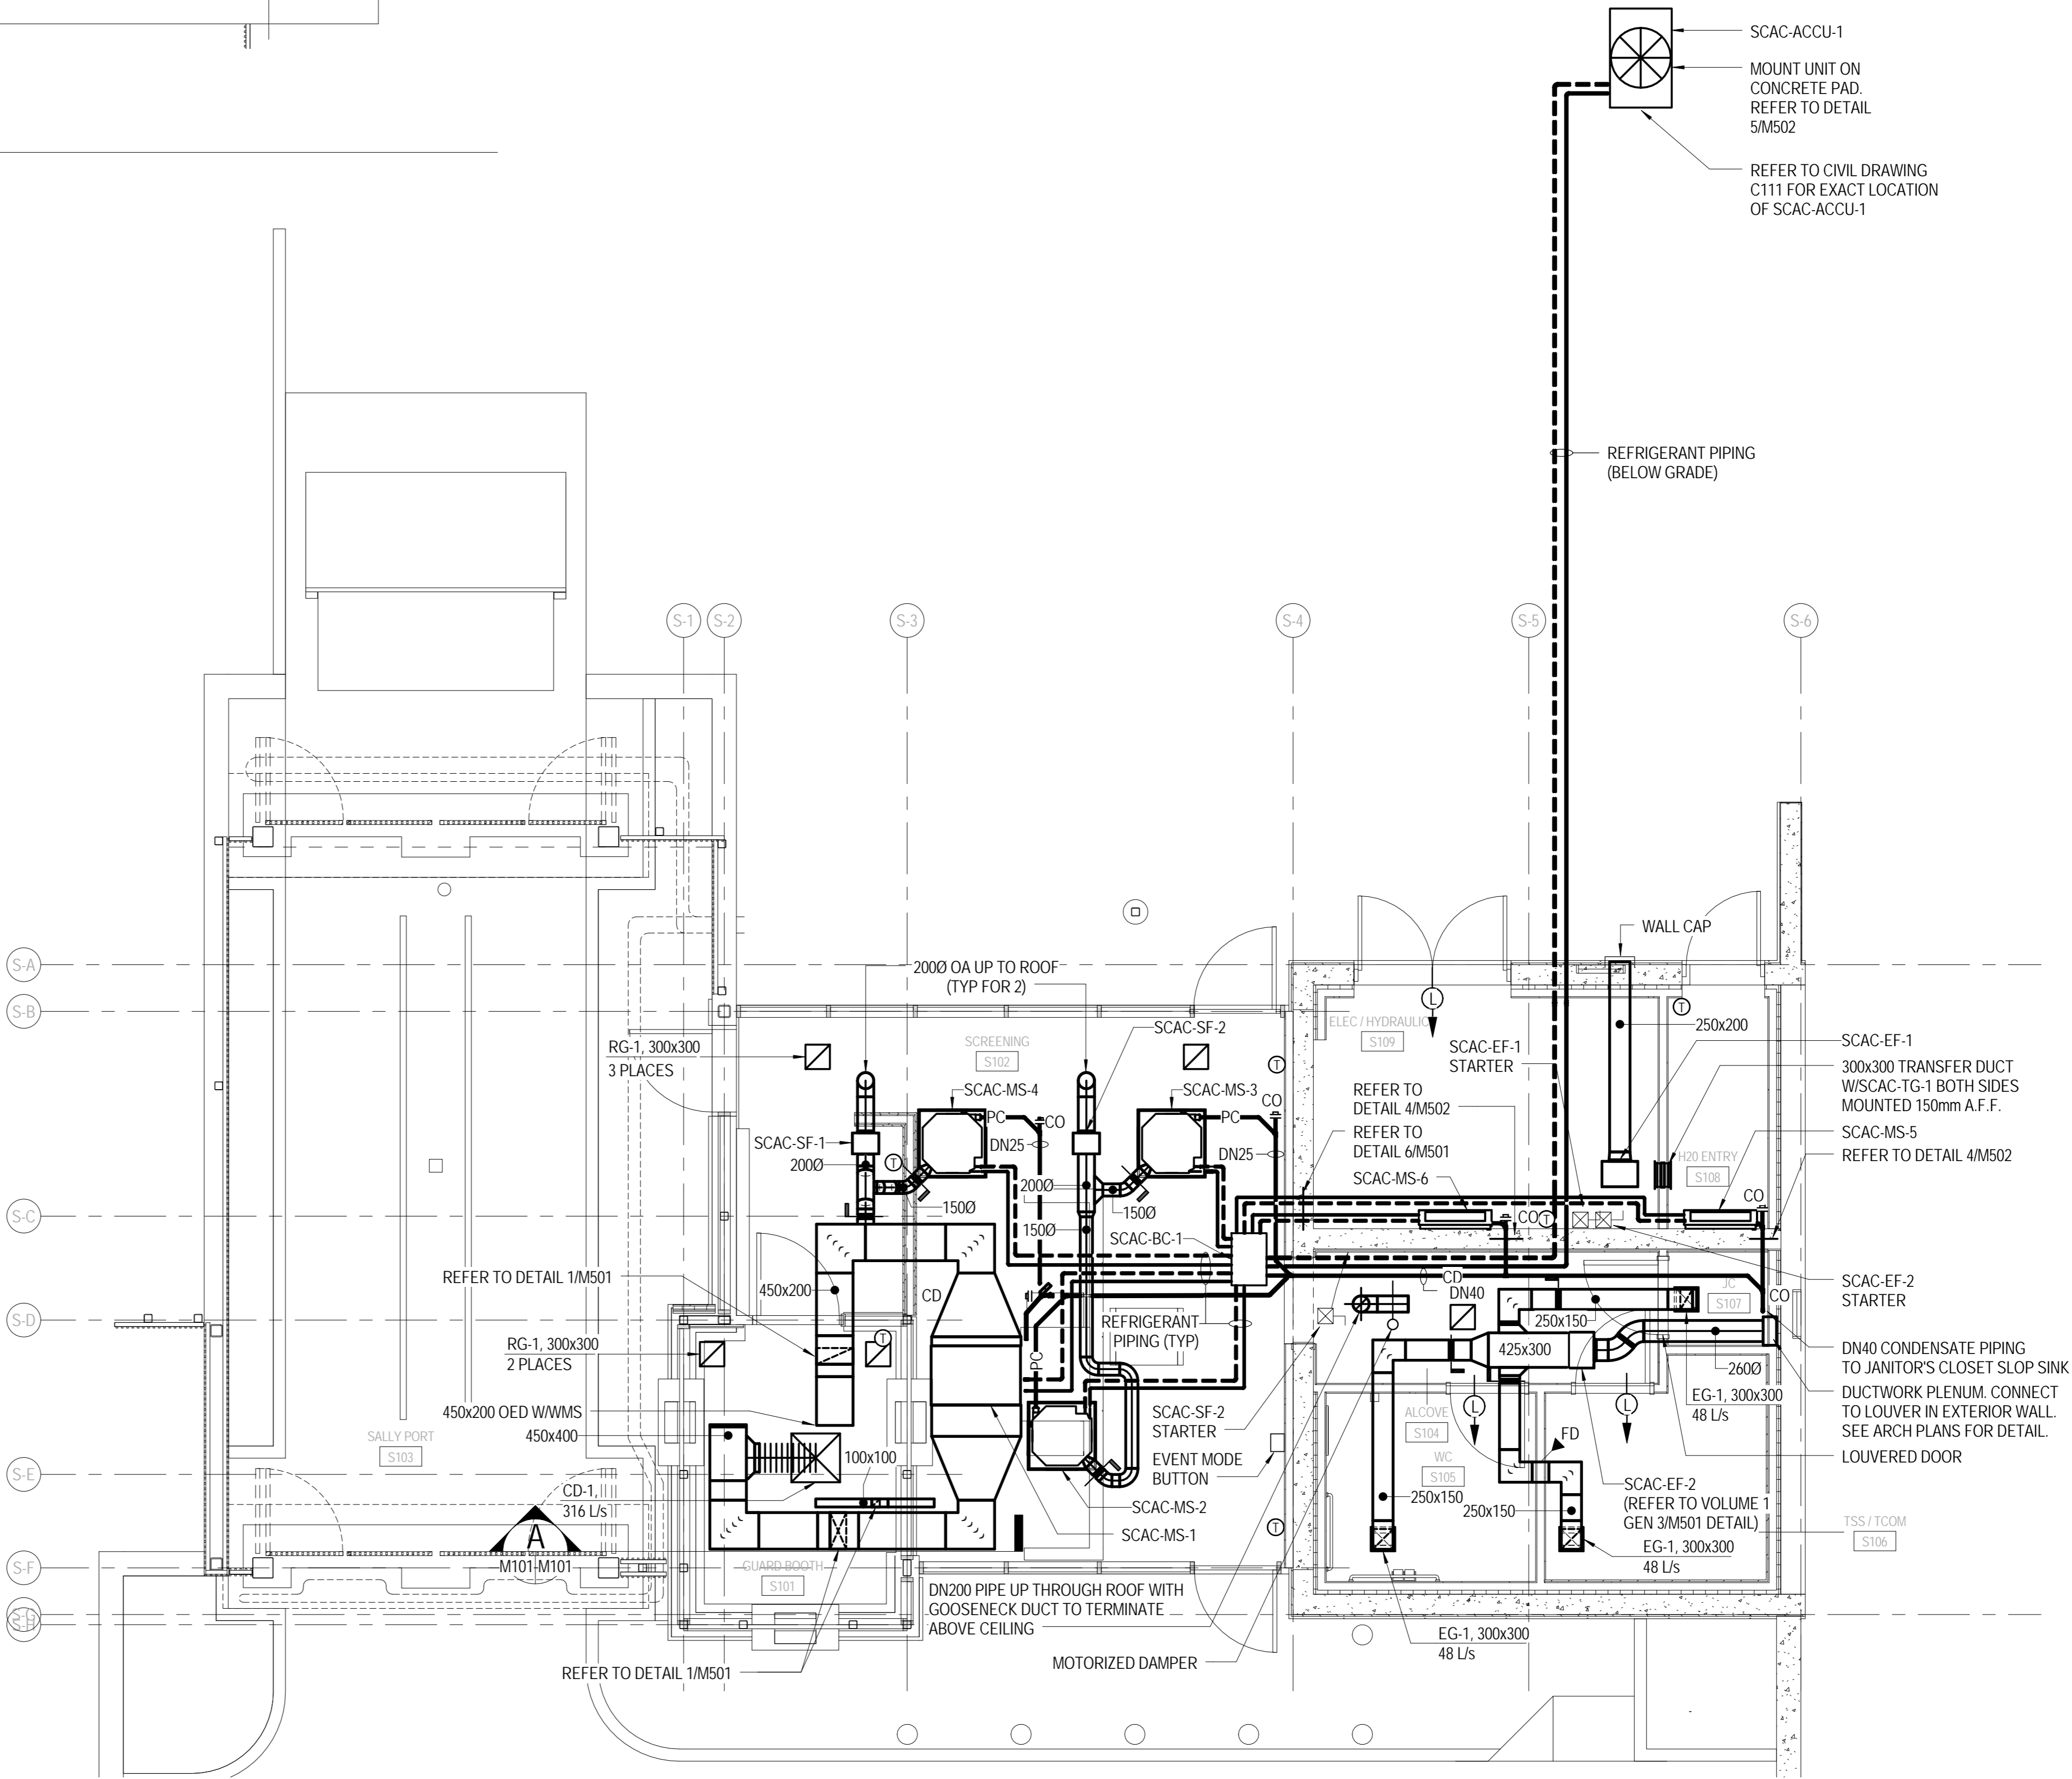 SCAC-ACCU-1
MOUNT UNIT ON
CONCRETE PAD.
REFER TO DETAIL
5/M502
REFER TO CIVIL DRAWING
C111 FOR EXACT LOCATION
OF SCAC-ACCU-1
REFRIGERANT PIPING
(BELOW GRADE)
S-1
S-2
S-3
S-4
S-5
S-6
S-A
S-B
S-C
S-D
S-E
S-F
S-G
S-H
WALL CAP
200Ø OA UP TO ROOF
(TYP FOR 2)
L
T
250x200
ELEC / HYDRAULIC
S109
SCAC-SF-2
SCREENING
S102
RG-1, 300x300
3 PLACES
SCAC-EF-1
STARTER
SCAC-EF-1
300x300 TRANSFER DUCT
W/SCAC-TG-1 BOTH SIDES
MOUNTED 150mm A.F.F.
SCAC-MS-4
SCAC-MS-3
T
REFER TO
DETAIL 4/M502
REFER TO
DETAIL 6/M501
PC
CO
PC
CO
SCAC-MS-5
REFER TO DETAIL 4/M502
SCAC-SF-1
200Ø
T
DN25
DN25
H20 ENTRY
S108
SCAC-MS-6
150Ø
200Ø
150Ø
150Ø
CO
T
CO
SCAC-BC-1
REFER TO DETAIL 1/M501
450x200
CD
CD
DN40
SCAC-EF-2
STARTER
JC
S107
CO
250x150
REFRIGERANT
PIPING (TYP)
T
RG-1, 300x300
2 PLACES
PC
425x300
260Ø
DN40 CONDENSATE PIPING
TO JANITOR'S CLOSET SLOP SINK
DUCTWORK PLENUM. CONNECT
TO LOUVER IN EXTERIOR WALL.
SEE ARCH PLANS FOR DETAIL.
LOUVERED DOOR
EG-1, 300x300
48 L/s
450x200 OED W/WMS
450x400
SCAC-SF-2
STARTER
ALCOVE
S104
L
L
FD
SALLY PORT
S103
100x100
EVENT MODE
BUTTON
WC
S105
CD-1,
316 L/s
SCAC-MS-2
SCAC-MS-1
250x150
250x150
SCAC-EF-2
(REFER TO VOLUME 1
GEN 3/M501 DETAIL)
TSS / TCOM
S106
A
M101-M101
T
EG-1, 300x300
48 L/s
GUARD BOOTH
S101
DN200 PIPE UP THROUGH ROOF WITH
GOOSENECK DUCT TO TERMINATE
ABOVE CEILING
EG-1, 300x300
48 L/s
REFER TO DETAIL 1/M501
MOTORIZED DAMPER